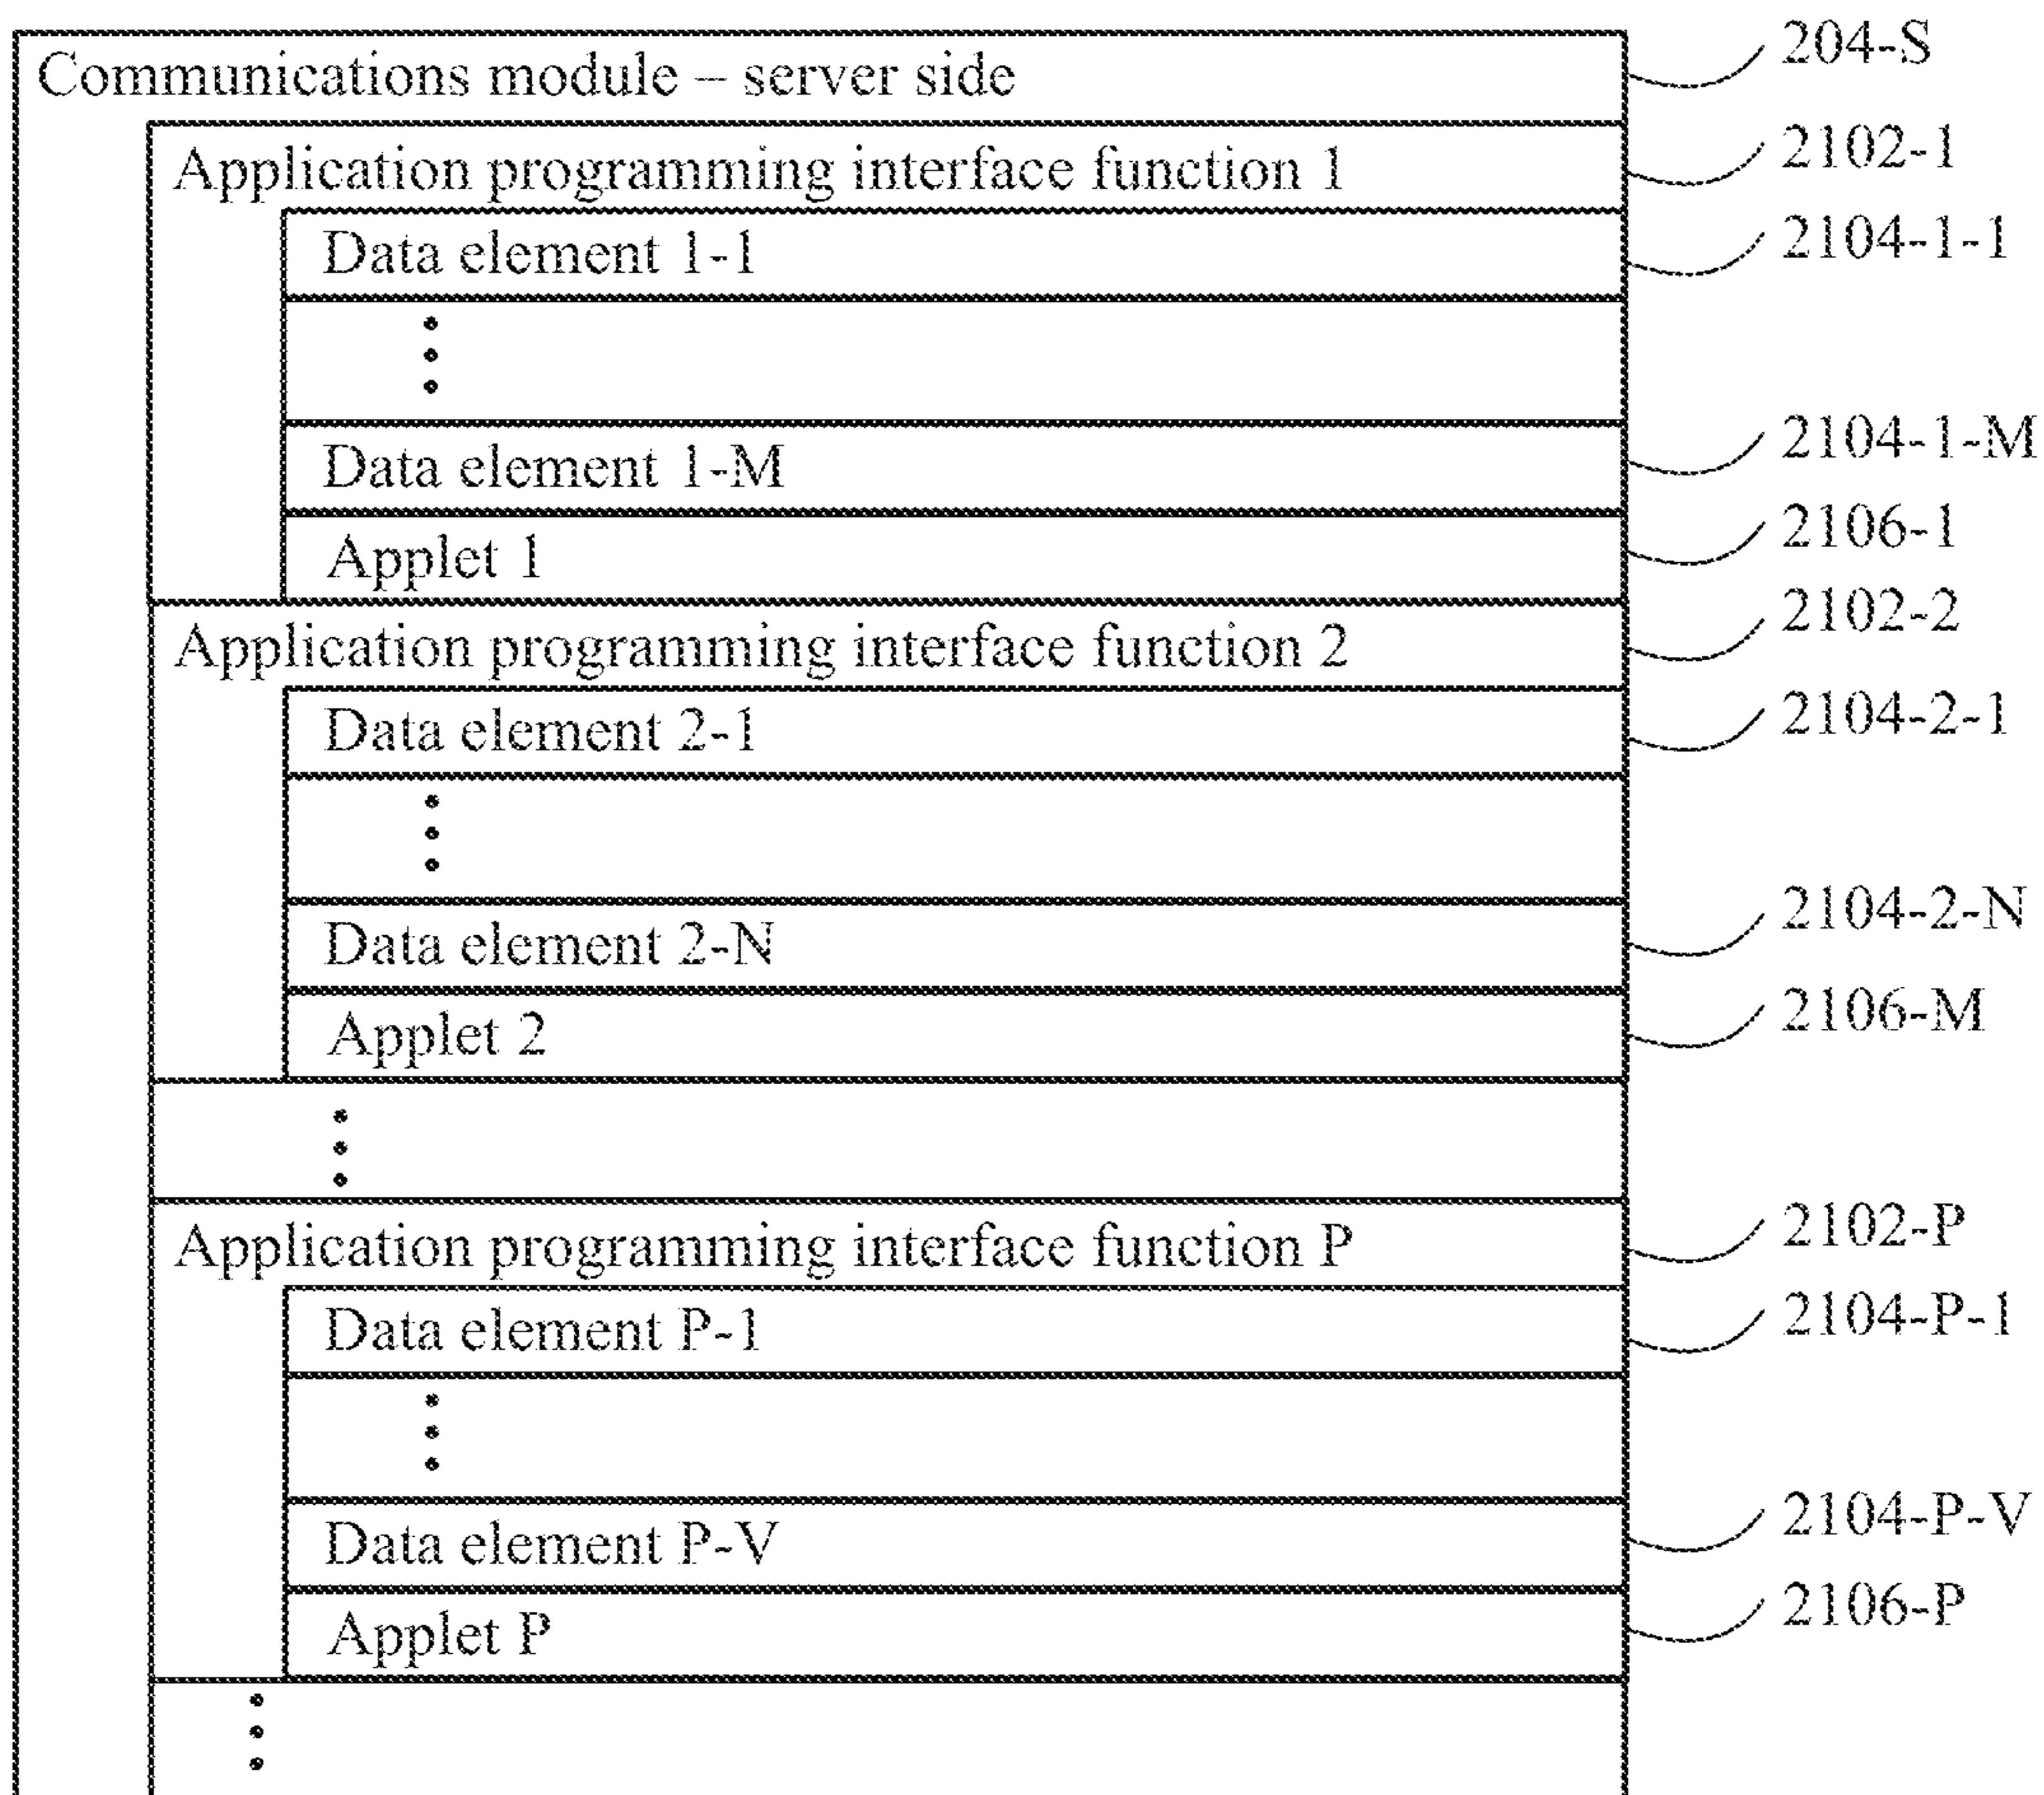 Communications module – server side 204-S
Application programming interface function 1 2102-1
Data element 1-1 2104-1-1
Data element 1-M 2104-1-M
Applet 1 2106-1
Application programming interface function 2 2102-2
Data element 2-1 2104-2-1
Data element 2-N 2104-2-N
Applet 2 2106-M
Application programming interface function P 2102-P
Data element P-1 2104-P-1
Data element P-V 2104-P-V
Applet P 2106-P